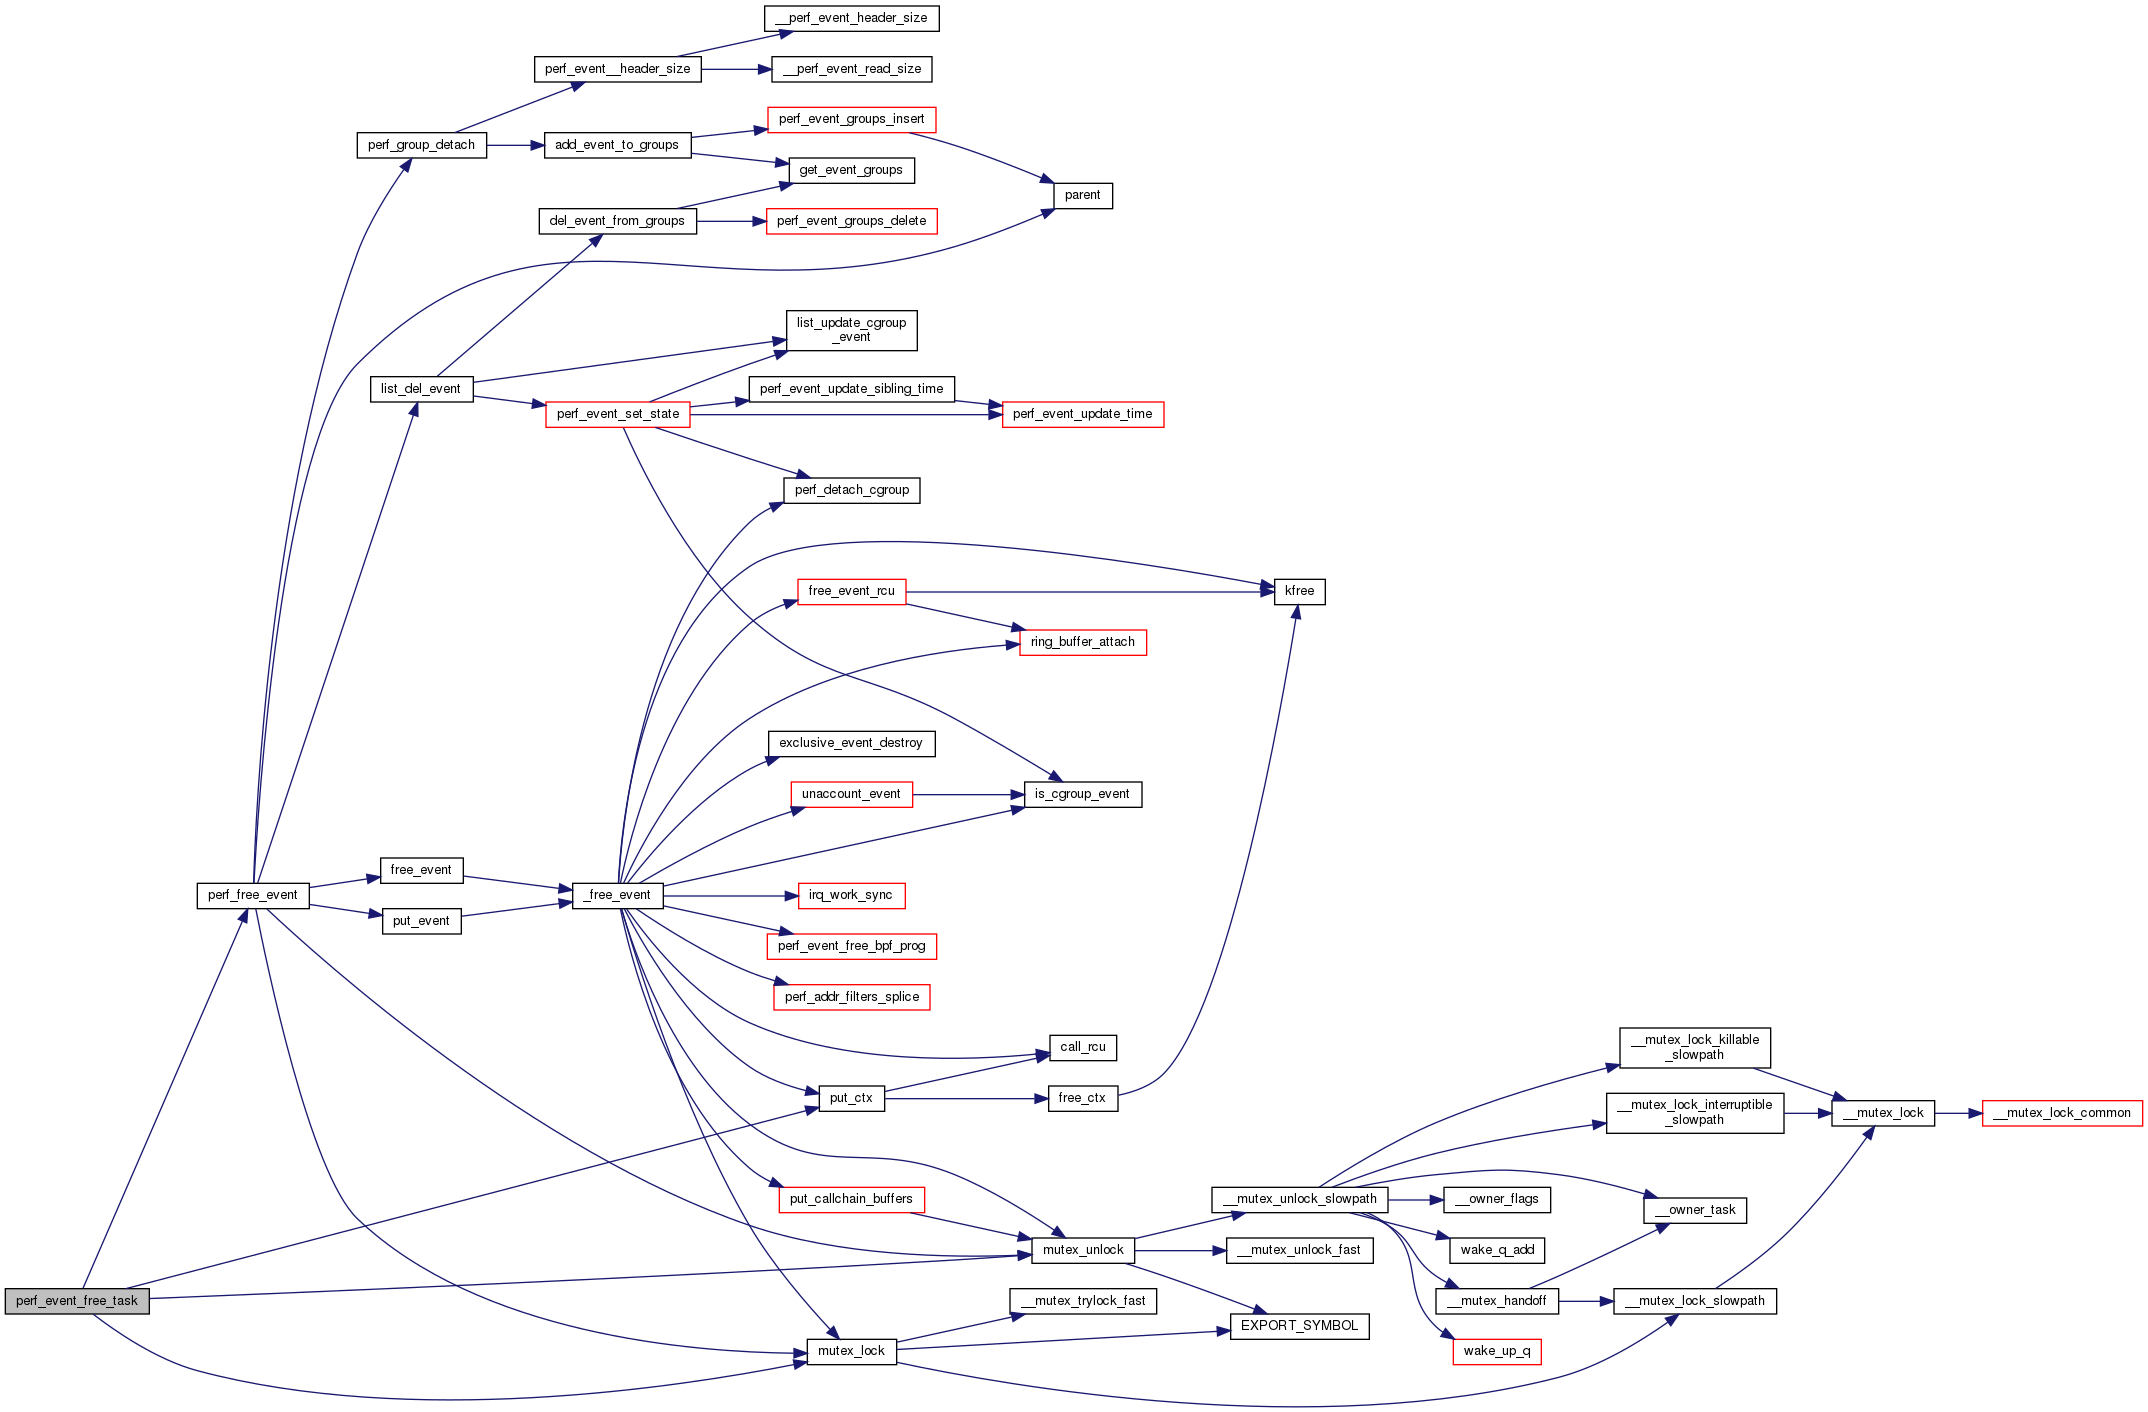 __perf_event_header_size
perf_event__header_size
__perf_event_read_size
perf_event_groups_insert
perf_group_detach
add_event_to_groups
get_event_groups
parent
del_event_from_groups
perf_event_groups_delete
list_update_cgroup
_event
list_del_event
perf_event_update_sibling_time
perf_event_set_state
perf_event_update_time
perf_detach_cgroup
free_event_rcu
kfree
ring_buffer_attach
exclusive_event_destroy
unaccount_event
is_cgroup_event
free_event
perf_free_event
_free_event
irq_work_sync
put_event
perf_event_free_bpf_prog
perf_addr_filters_splice
call_rcu
__mutex_lock_killable
_slowpath
put_ctx
free_ctx
__mutex_lock_interruptible
_slowpath
__mutex_lock
__mutex_lock_common
put_callchain_buffers
__mutex_unlock_slowpath
__owner_flags
__owner_task
mutex_unlock
__mutex_unlock_fast
wake_q_add
perf_event_free_task
__mutex_trylock_fast
__mutex_handoff
__mutex_lock_slowpath
EXPORT_SYMBOL
mutex_lock
wake_up_q